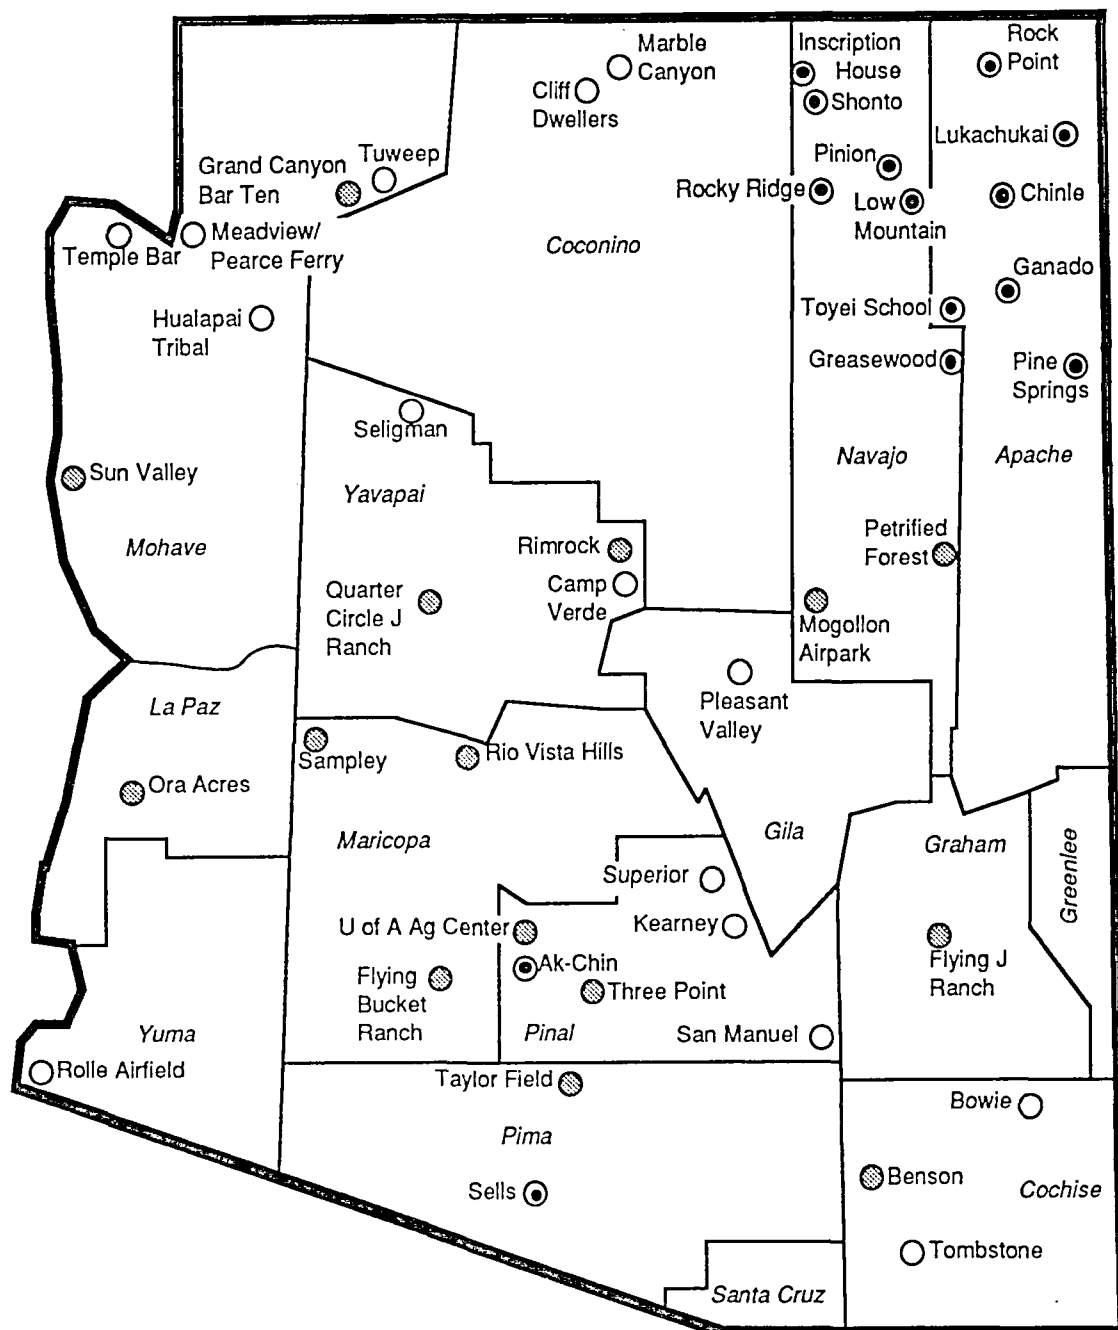 Marble
Canyon
Cliff
Dwellers
Inscription
House
Shonto
Rock
Point
Lukachukai
Pinion
Rocky Ridge
Low
Mountain
Chinle
Grand Canyon
Bar Ten
Tuweep
Temple Bar
Meadview/
Pearce Ferry
Coconino
Ganado
Hualapai
Tribal
Toyei School
Greasewood
Pine
Springs
Seligman
Navajo
Apache
Sun Valley
Yavapai
Mohave
Rimrock
Petrified
Forest
Quarter
Circle J
Ranch
Camp
Verde
Mogollon
Airpark
La Paz
Pleasant
Valley
Sampley
Rio Vista Hills
Ora Acres
Maricopa
Gila
Graham
Greenlee
Superior
U of A Ag Center
Kearney
Ak-Chin
Flying
Bucket
Ranch
Three Point
Flying J
Ranch
Yuma
Pinal
San Manuel
Rolle Airfield
Taylor Field
Bowie
Pima
Sells
Benson
Cochise
Tombstone
Santa Cruz